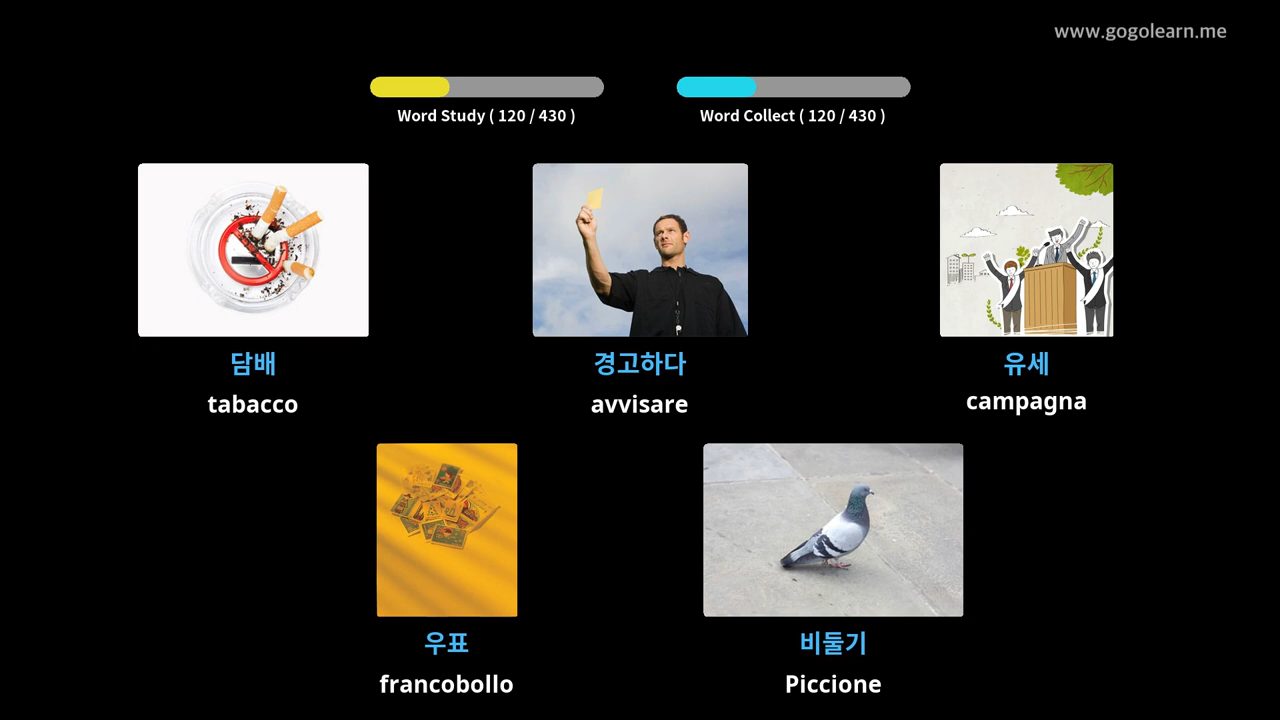 www.gogolearn.me
Word Study ( 120 / 430 )
Word Collect ( 120 / 430 )
담배
tabacco
경고하다
avvisare
유세
campagna
우표
francobollo
비둘기
Piccione